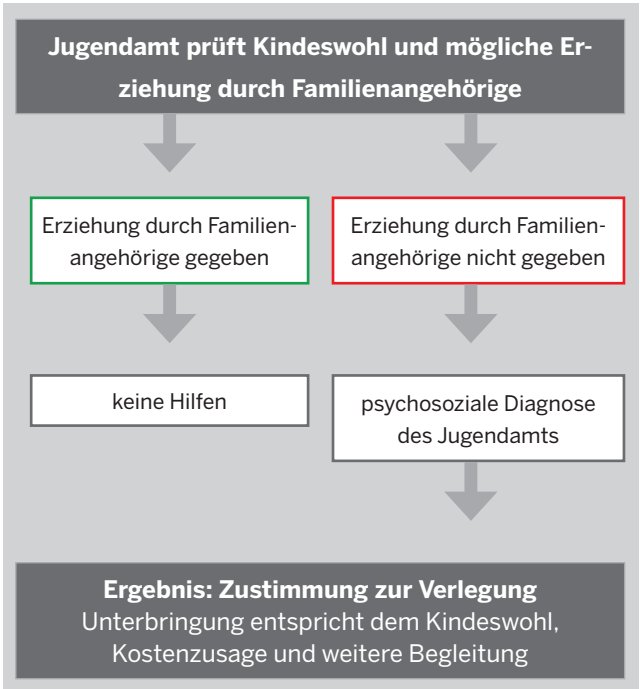 Jugendamt prüft Kindeswohl und mögliche Er-
ziehung durch Familienangehörige
Erziehung durch Familien-
angehörige gegeben
Erziehung durch Familien-
angehörige nicht gegeben
keine Hilfen
psychosoziale Diagnose
des Jugendamts
Ergebnis: Zustimmung zur Verlegung
Unterbringung entspricht dem Kindeswohl,
Kostenzusage und weitere Begleitung